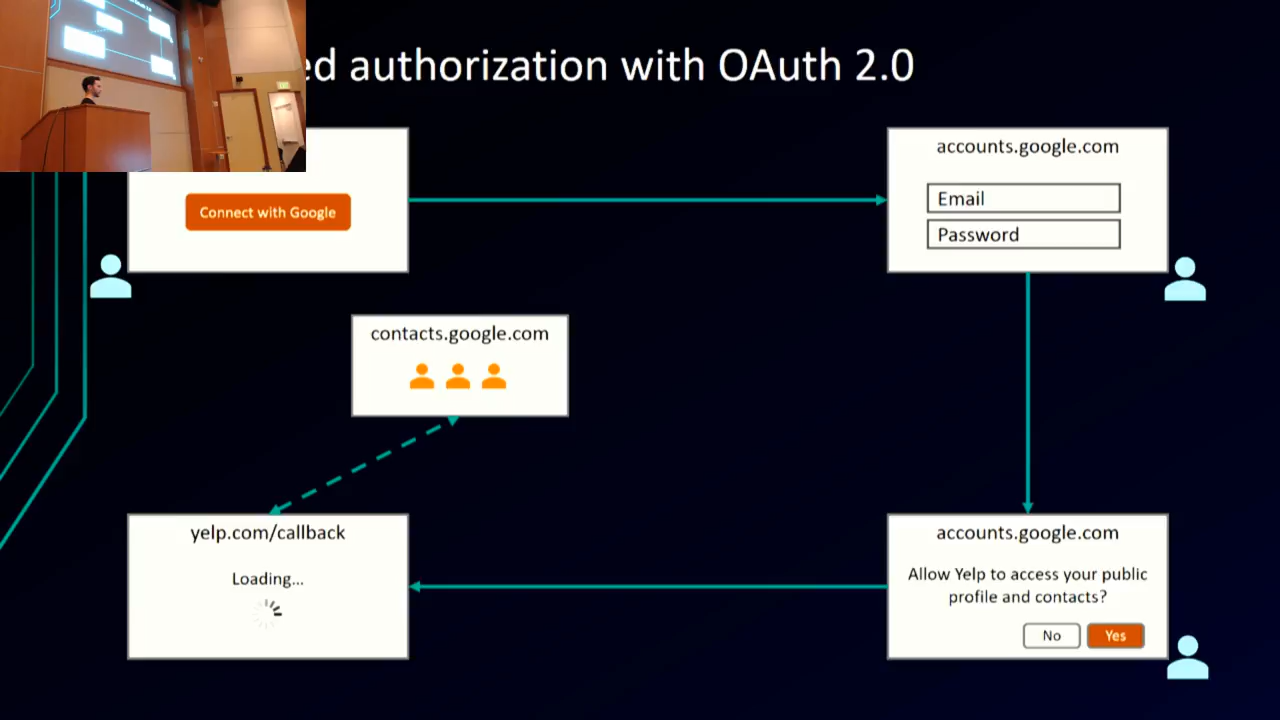 ed authorization with OAuth 2.0
accounts.google.com
Email
Password
Connect with Google
contacts.google.com
yelp.com/callback
Loading...
accounts.google.com
Allow Yelp to access your public
profile and contacts?
No
Yes